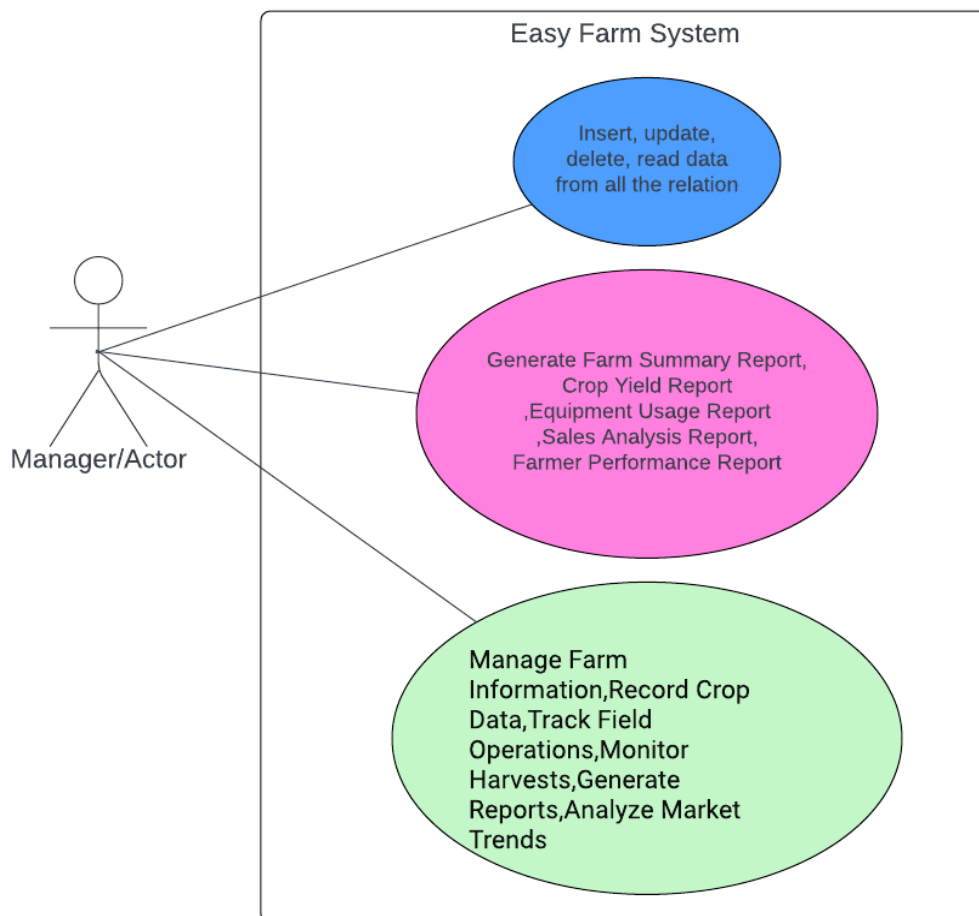 Easy Farm System
Insert, update,
delete, read data
from all the relation
Generate Farm Summary Report,
Crop Yield Report
,Equipment Usage Report
,Sales Analysis Report,
Farmer Performance Report
Manager/Actor
Manage Farm
Information,Record Crop
Data,Track Field
Operations,Monitor
Harvests,Generate
Reports,Analyze Market
Trends